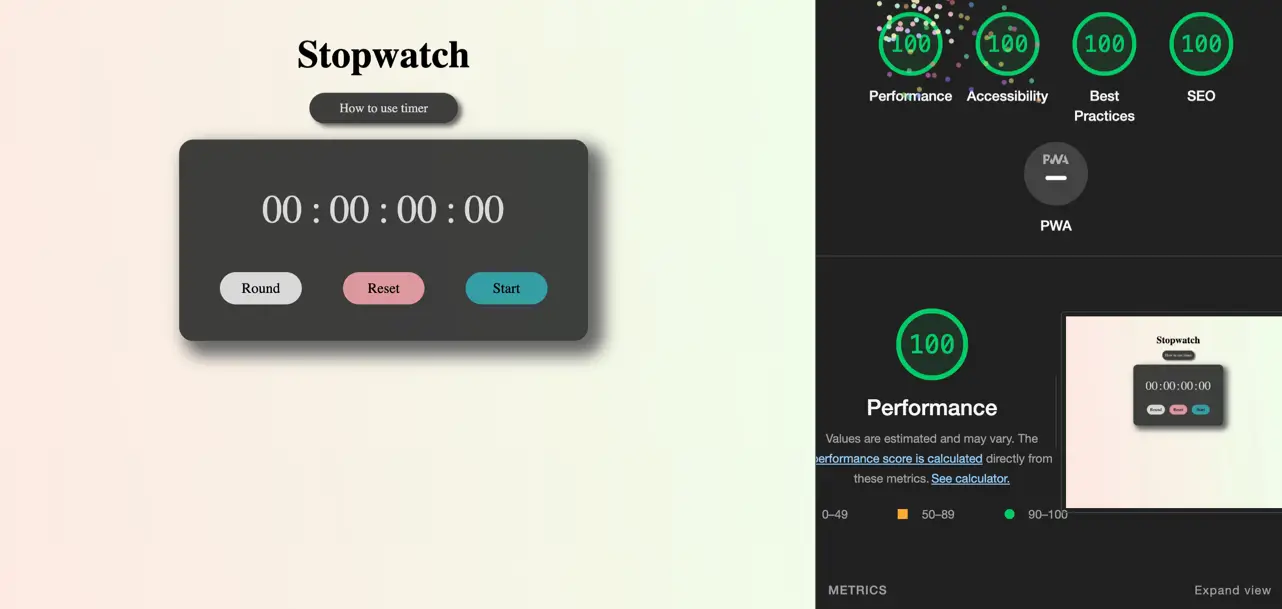 Stopwatch
How to use timer
00 : 00 : 00 : 00
Round
Reset
Start
100
100
100
100
Performance
Accessibility
Best
Practices
SEO
PWA
PWA
100
Performance
Values are estimated and may vary. The
performance score is calculated directly from
these metrics. See calculator.
0–49
50–89
90–100
Stopwatch
How to use timer
00:00:00:00
Round
Reset
Start
METRICS
Expand view